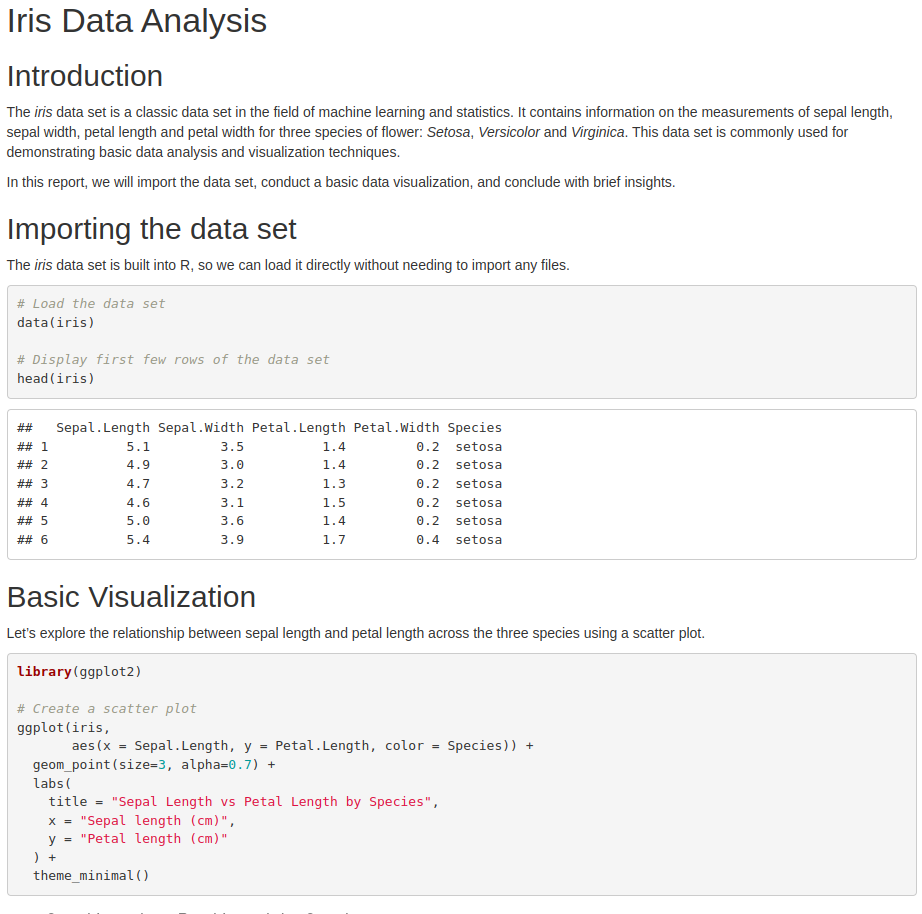 Iris Data Analysis
Introduction
The iris data set is a classic data set in the field of machine learning and statistics. It contains information on the measurements of sepal length,
sepal width, petal length and petal width for three species of flower: Setosa, Versicolor and Virginica. This data set is commonly used for
demonstrating basic data analysis and visualization techniques.
In this report, we will import the data set, conduct a basic data visualization, and conclude with brief insights.
Importing the data set
The iris data set is built into R, so we can load it directly without needing to import any files.
# Load the data set
data(iris)
# Display first few rows of the data set
head(iris)
##   Sepal.Length Sepal.Width Petal.Length Petal.Width Species
## 1          5.1         3.5          1.4         0.2  setosa
## 2          4.9         3.0          1.4         0.2  setosa
## 3          4.7         3.2          1.3         0.2  setosa
## 4          4.6         3.1          1.5         0.2  setosa
## 5          5.0         3.6          1.4         0.2  setosa
## 6          5.4         3.9          1.7         0.4  setosa
Basic Visualization
Let’s explore the relationship between sepal length and petal length across the three species using a scatter plot.
library(ggplot2)
# Create a scatter plot
ggplot(iris,
       aes(x = Sepal.Length, y = Petal.Length, color = Species)) +
  geom_point(size=3, alpha=0.7) +
  labs(
    title = "Sepal Length vs Petal Length by Species",
    x = "Sepal length (cm)",
    y = "Petal length (cm)"
  ) +
  theme_minimal()